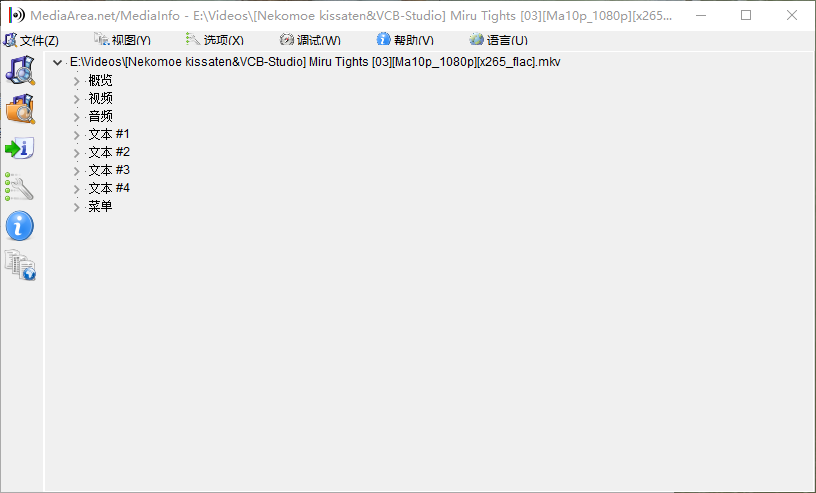 MediaArea.net/MediaInfo - E:\Videos\[Nekomoe kissaten&VCB-Studio] Miru Tights [03][Ma10p_1080p][x265...
文件(Z) 视图(Y) 选项(X) 调试(W) 帮助(V) 语言(U)
E:\Videos\[Nekomoe kissaten&VCB-Studio] Miru Tights [03][Ma10p_1080p][x265_flac].mkv
概览
视频
音频
文本 #1
文本 #2
文本 #3
文本 #4
菜单